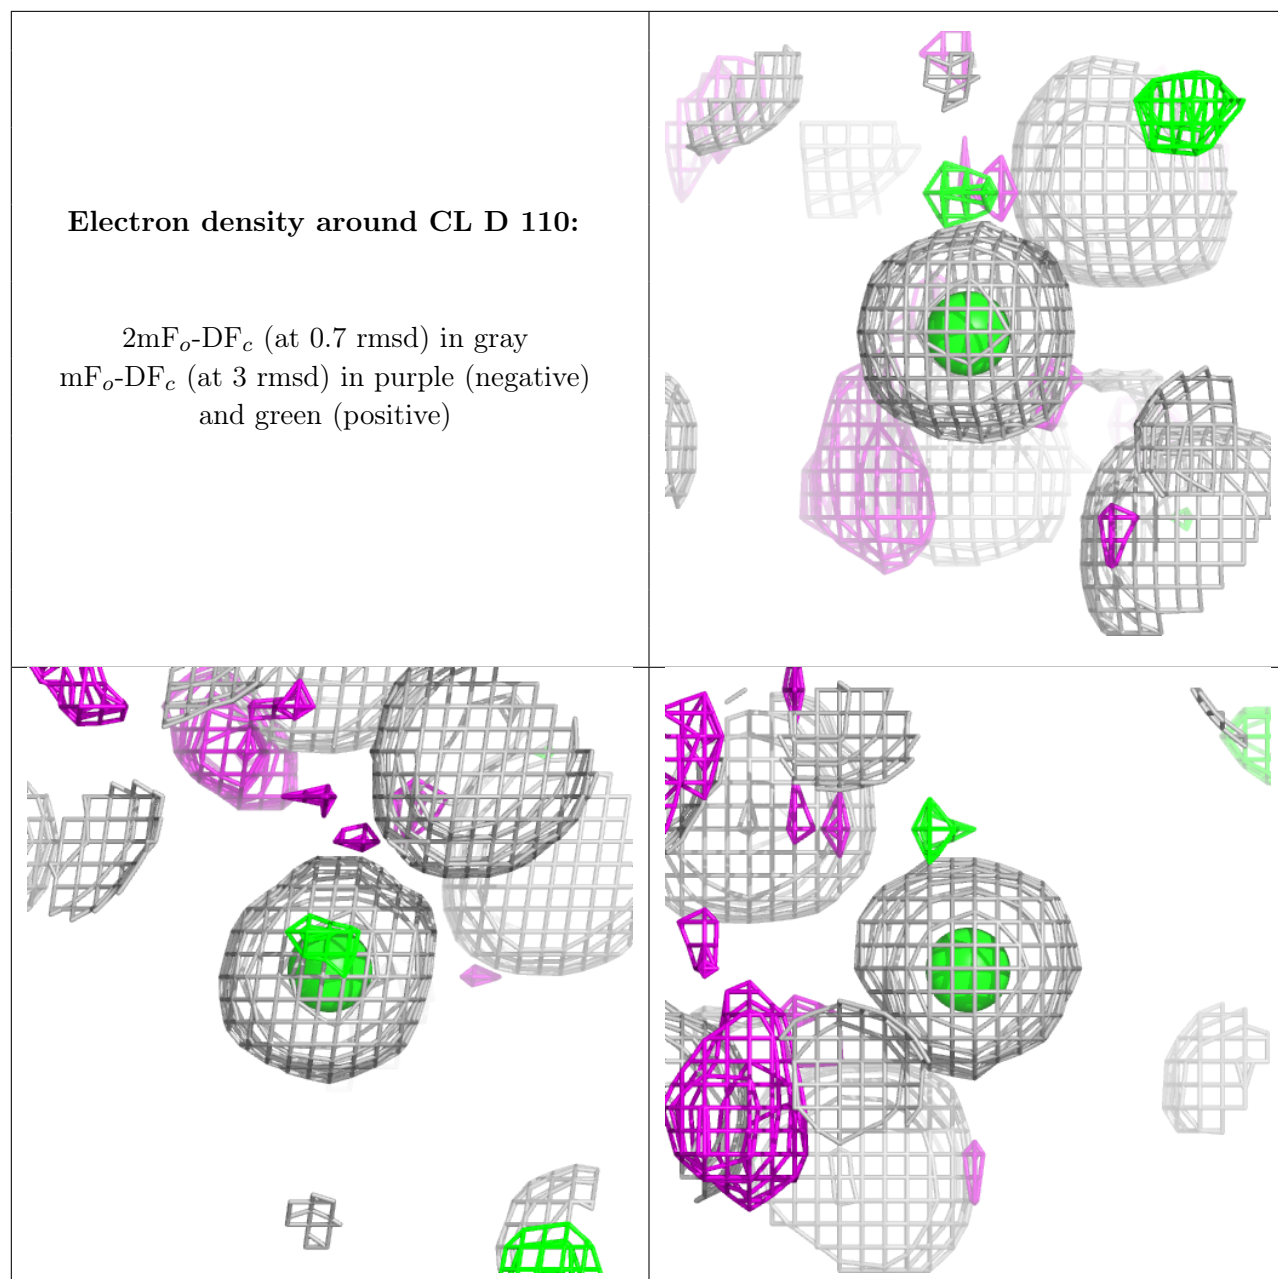 Electron density around CL D 110:
2mFₒ-DF𝒸 (at 0.7 rmsd) in gray
mFₒ-DF𝒸 (at 3 rmsd) in purple (negative)
and green (positive)